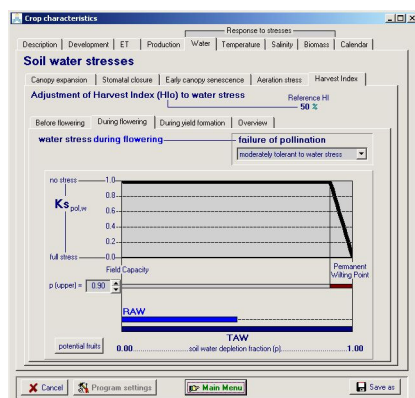 Crop characteristics
Response to stresses
Description Development ET Production Water Temperature Salinity Biomass Calendar
Soil water stresses
Canopy expansion Stomatal closure Early canopy senescence Aeration stress Harvest Index
Adjustment of Harvest Index (HIo) to water stress
Reference HI
50 %
Before flowering During flowering During yield formation Overview
water stress during flowering
failure of pollination
moderately tolerant to water stress
no stress 1.0
0.8
Ks pol,w
0.6
0.4
0.2
full stress 0.0
Field Capacity
Permanent
Wilting Point
p (upper) = 0.90
RAW
TAW
potential fruits
0.00 soil water depletion fraction (p) 1.00
Cancel Program settings Main Menu Save as